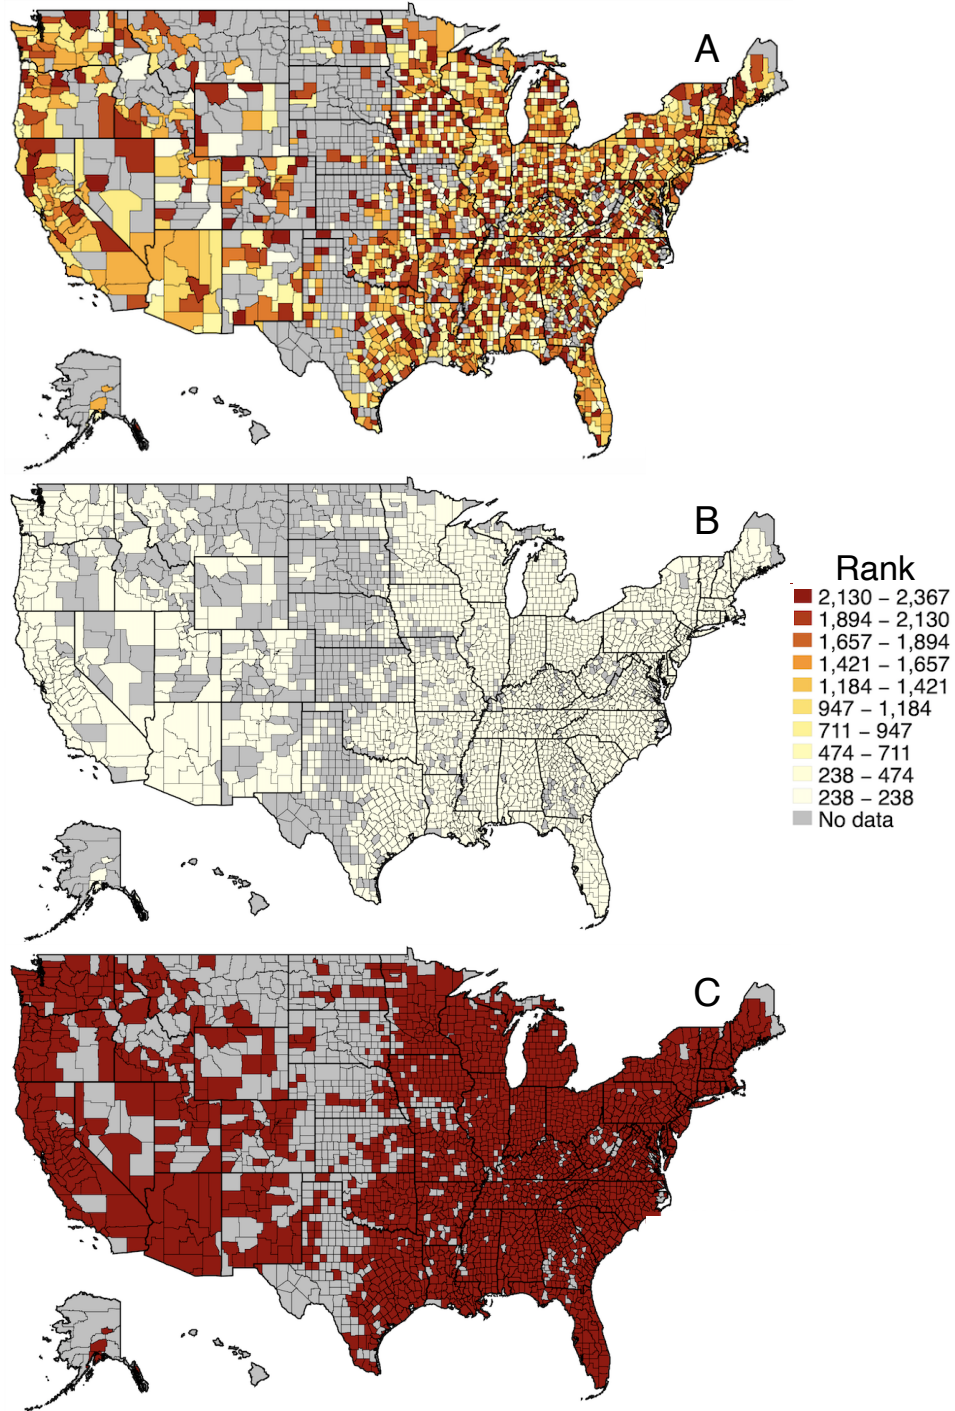 A
B
Rank
2,130 – 2,367
1,894 – 2,130
1,657 – 1,894
1,421 – 1,657
1,184 – 1,421
947 – 1,184
711 – 947
474 – 711
238 – 474
238 – 238
No data
C